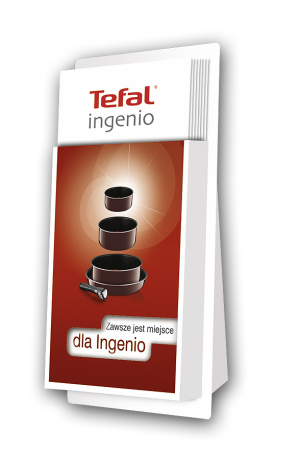 Tefal
ingenio
Zawsze jest miejsce
dla Ingenio